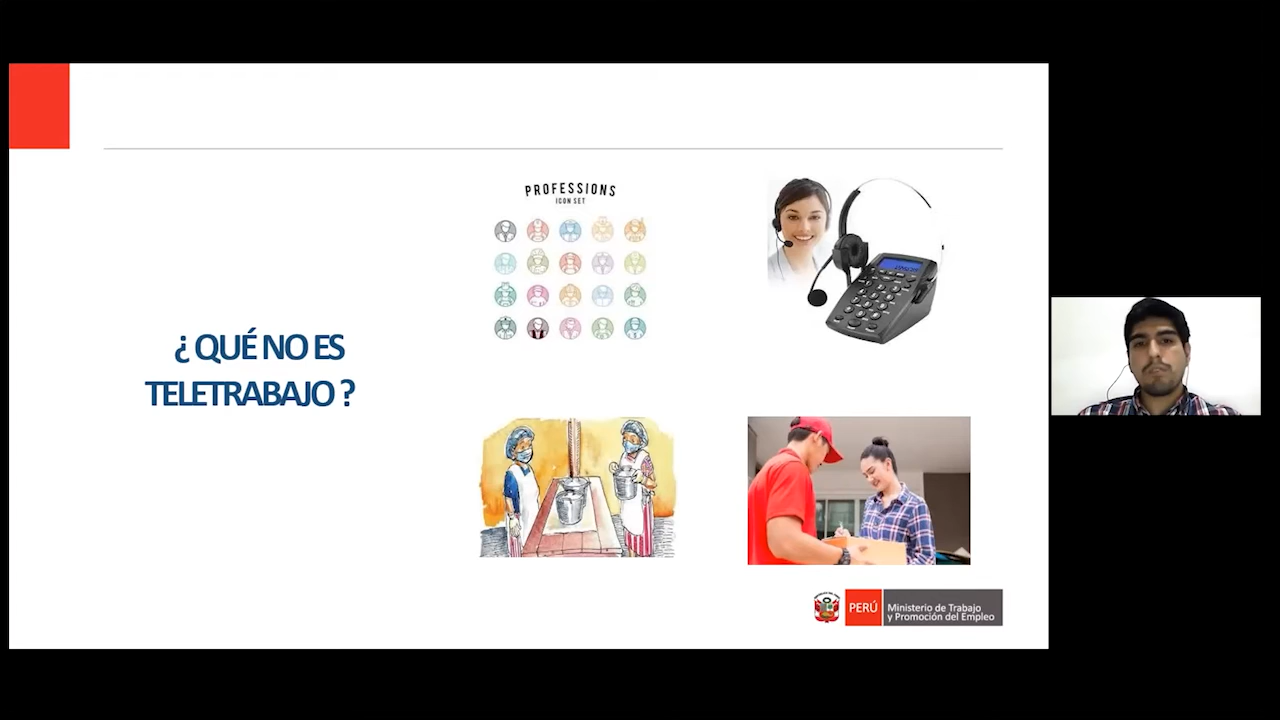 PROFESSIONS
ICON SET
¿ QUÉ NO ES
TELETRABAJO ?
PERÚ
Ministerio de Trabajo
y Promoción del Empleo